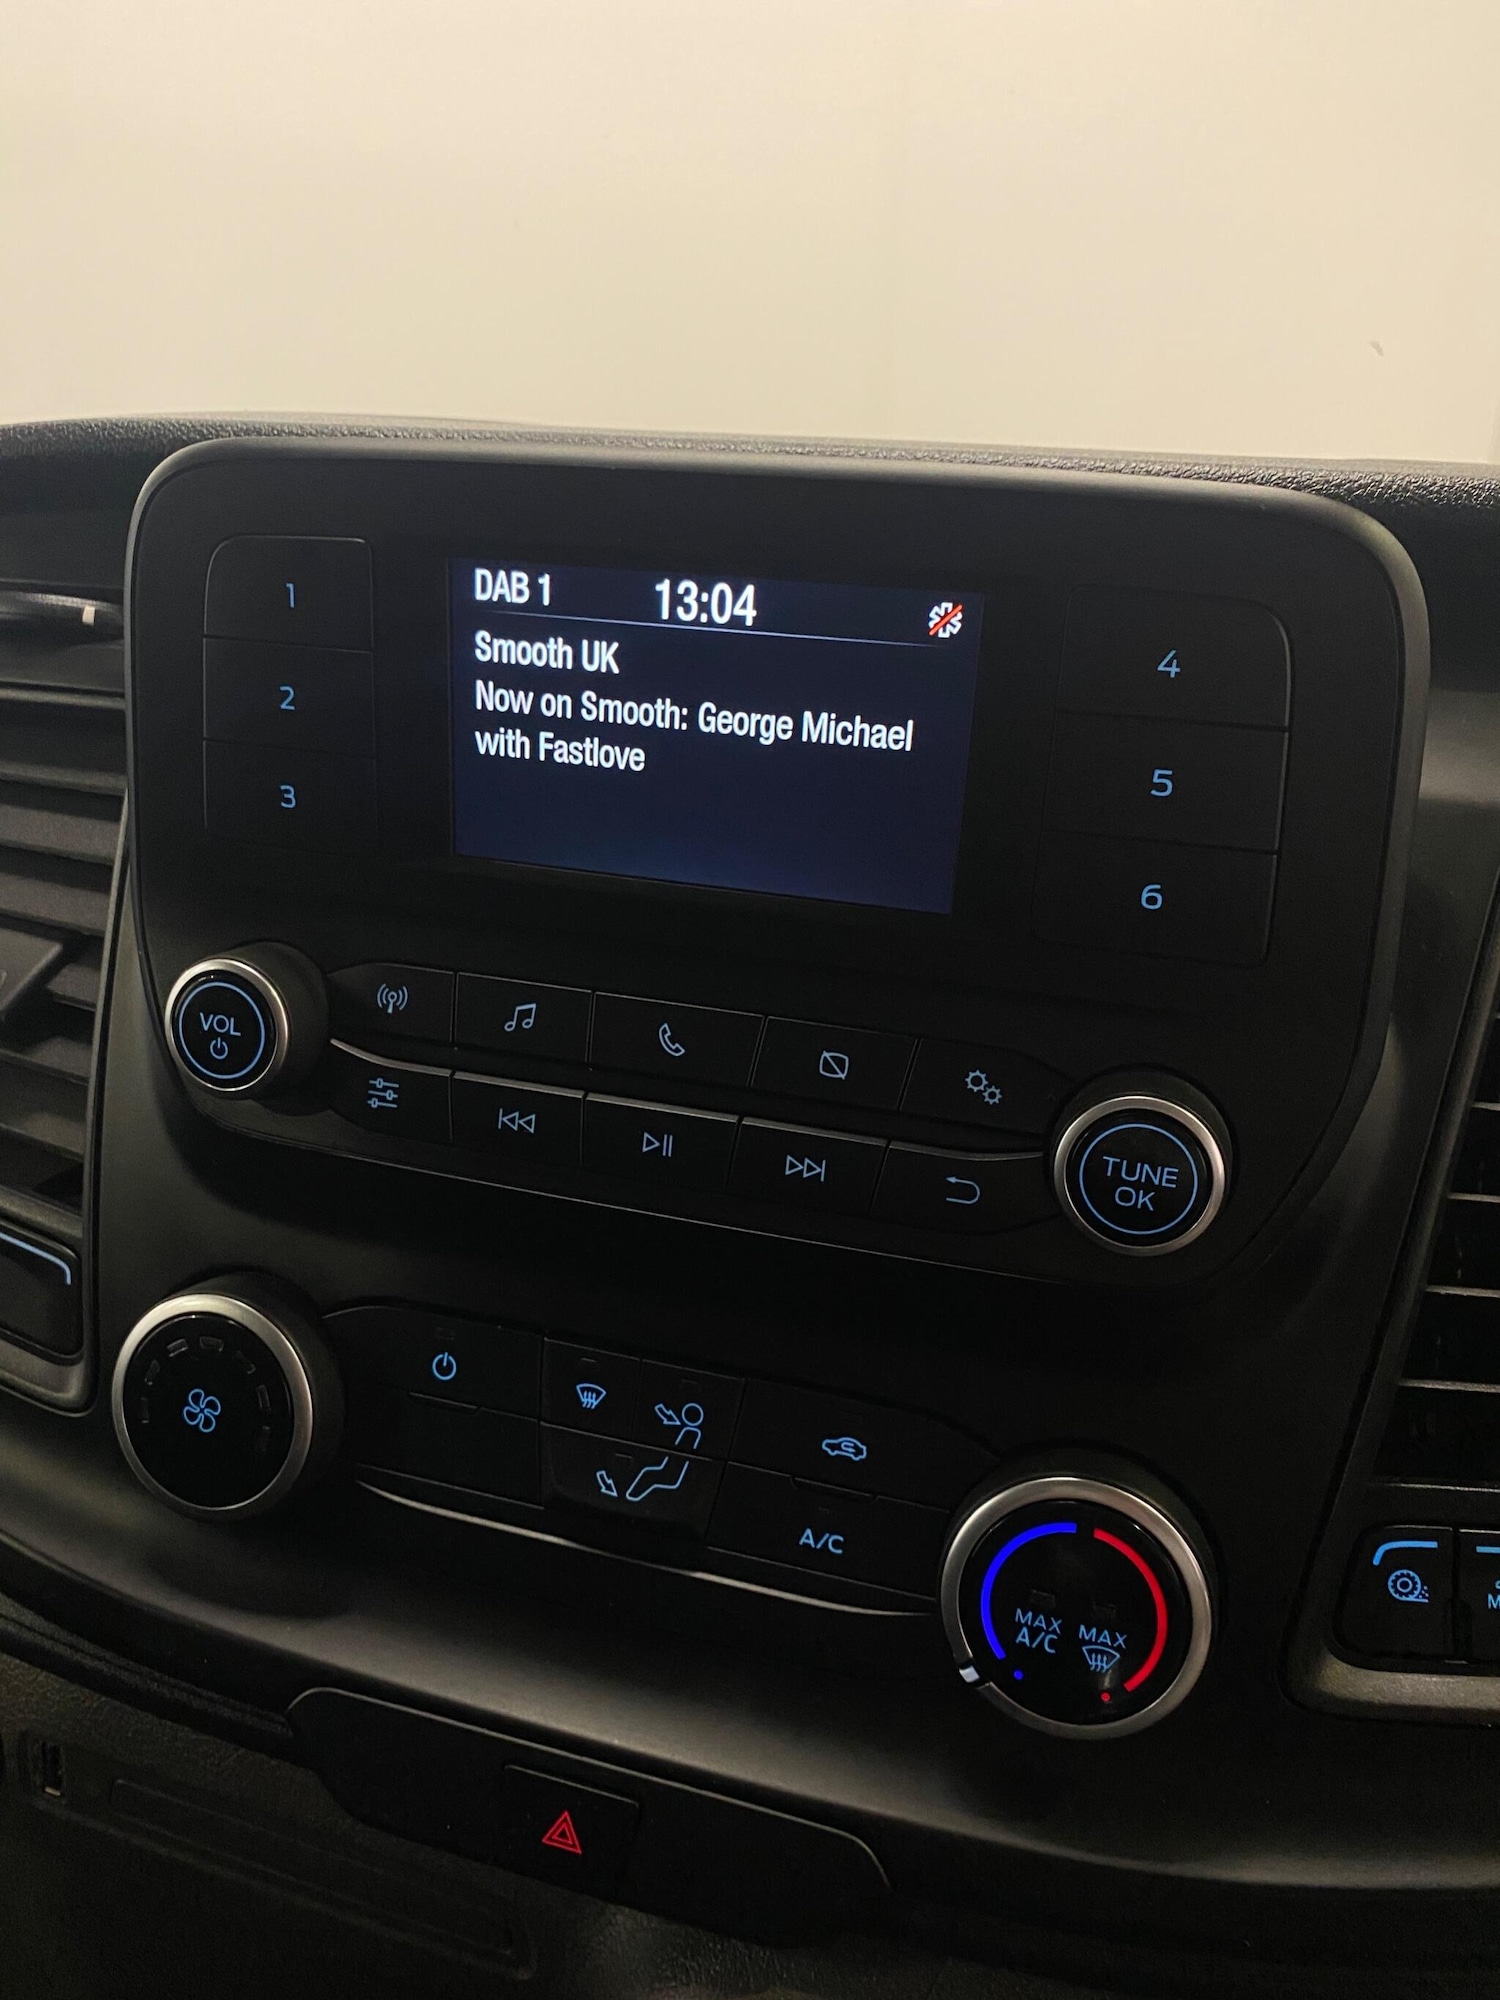 DAB 1 13:04
Smooth UK
Now on Smooth: George Michael
with Fastlove
1
2
3
4
5
6
VOL
TUNE
OK
A/C
MAX
A/C
MAX